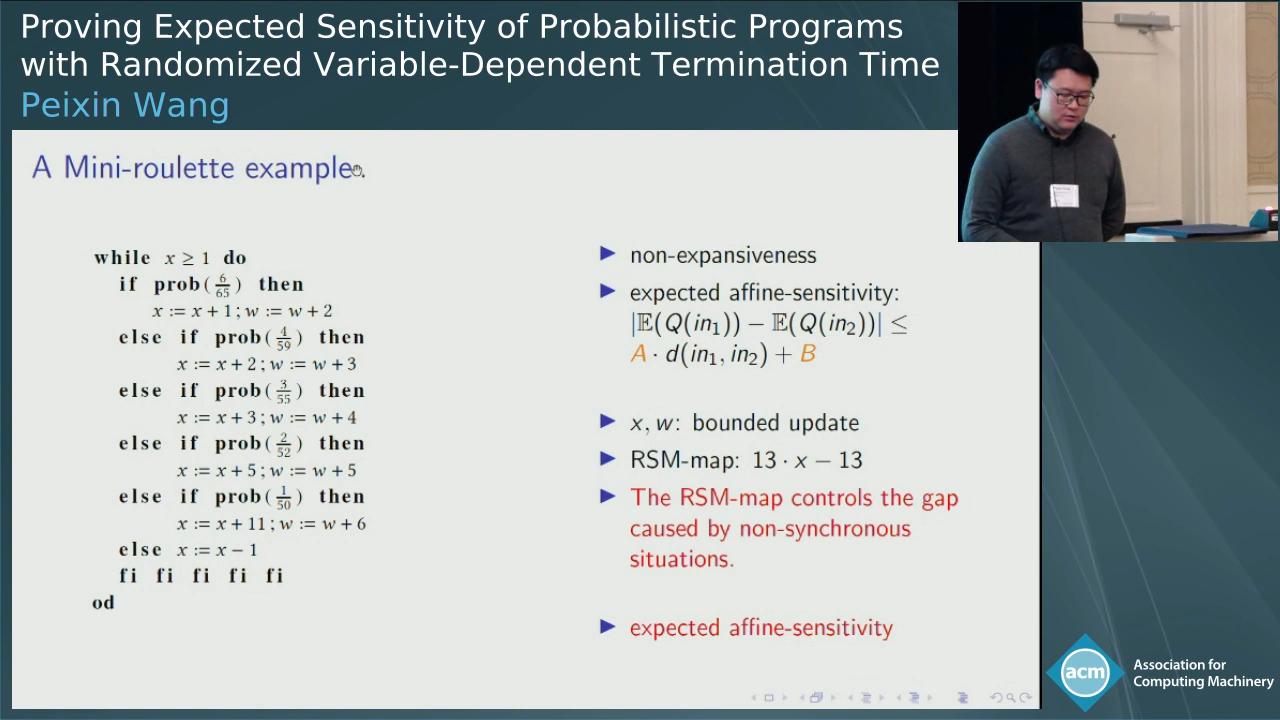 Proving Expected Sensitivity of Probabilistic Programs
with Randomized Variable-Dependent Termination Time
Peixin Wang
A Mini-roulette example.
while x ≥ 1 do
if prob(6/65) then
x := x + 1; w := w + 2
else if prob(4/59) then
x := x + 2; w := w + 3
else if prob(3/55) then
x := x + 3; w := w + 4
else if prob(2/52) then
x := x + 5; w := w + 5
else if prob(1/50) then
x := x + 11; w := w + 6
else x := x − 1
fi fi fi fi fi
od
▶ non-expansiveness
▶ expected affine-sensitivity:
|𝔼(Q(in₁)) − 𝔼(Q(in₂))| ≤
A · d(in₁, in₂) + B
▶ x, w: bounded update
▶ RSM-map: 13 · x − 13
▶ The RSM-map controls the gap
caused by non-synchronous
situations.
▶ expected affine-sensitivity
acm
Association for
Computing Machinery